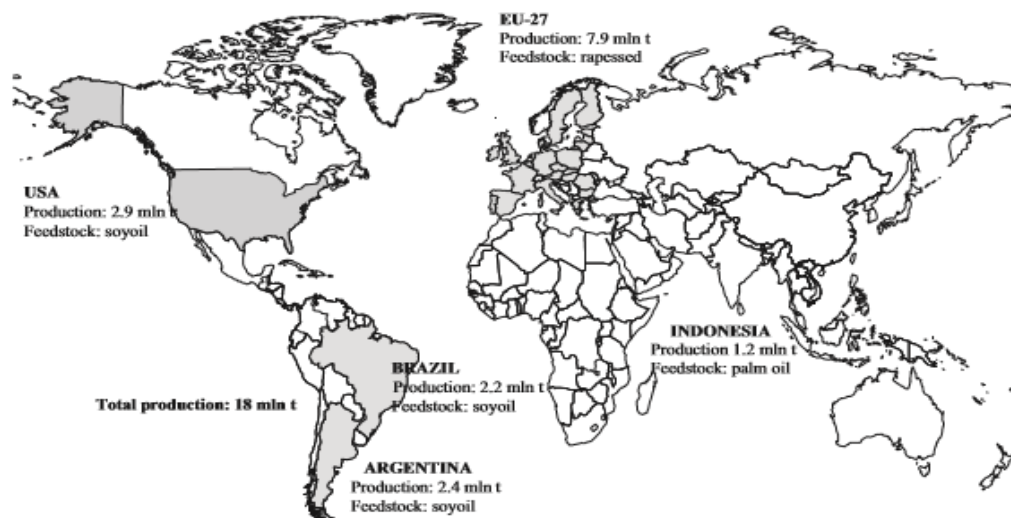 EU-27
Production: 7.9 mln t
Feedstock: rapessed
USA
Production: 2.9 mln t
Feedstock: soyoil
INDONESIA
Production 1.2 mln t
Feedstock: palm oil
BRAZIL
Production: 2.2 mln t
Feedstock: soyoil
Total production: 18 mln t
ARGENTINA
Production: 2.4 mln t
Feedstock: soyoil